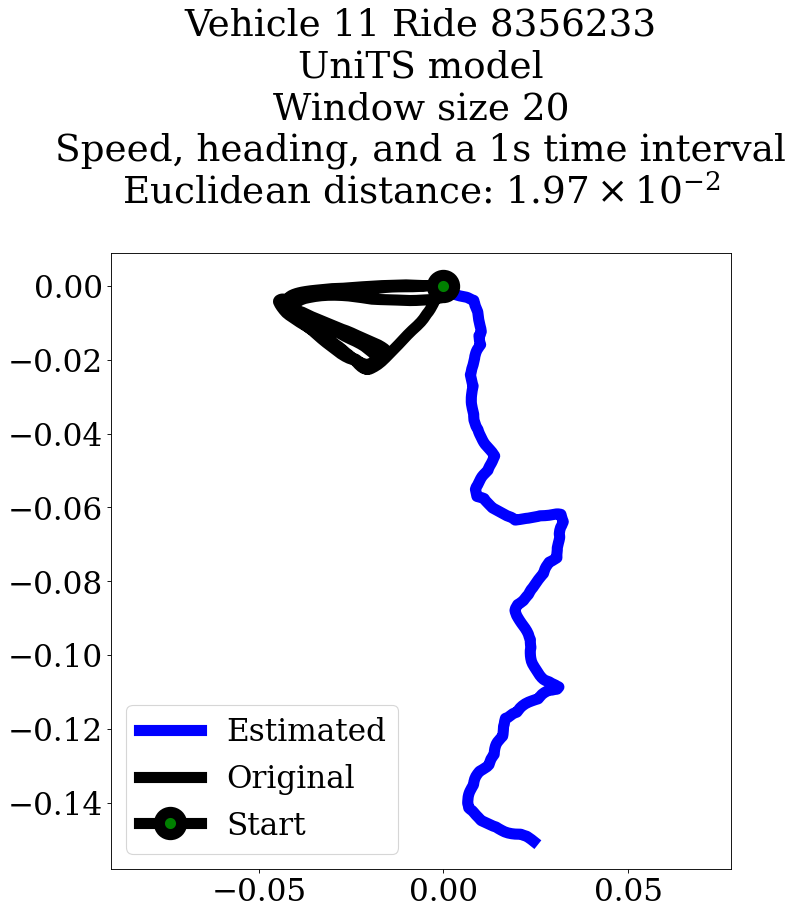 Vehicle 11 Ride 8356233
UniTS model
Window size 20
Speed, heading, and a 1s time interval
Euclidean distance: 1.97 × 10⁻²
0.00
−0.02
−0.04
−0.06
−0.08
−0.10
−0.12
−0.14
Estimated
Original
Start
−0.05 0.00 0.05